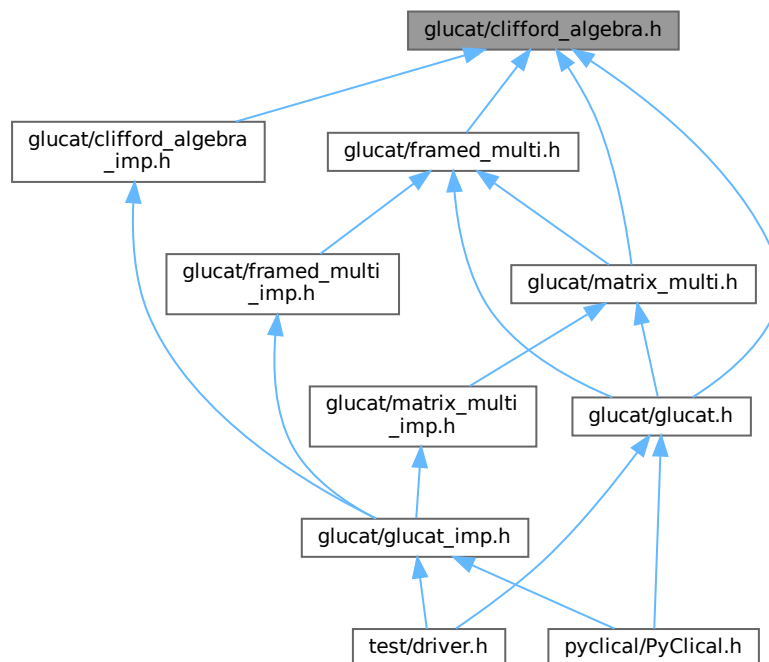 glucat/clifford_algebra.h
glucat/clifford_algebra
_imp.h
glucat/framed_multi.h
glucat/framed_multi
_imp.h
glucat/matrix_multi.h
glucat/matrix_multi
_imp.h
glucat/glucat.h
glucat/glucat_imp.h
test/driver.h
pyclical/PyClical.h